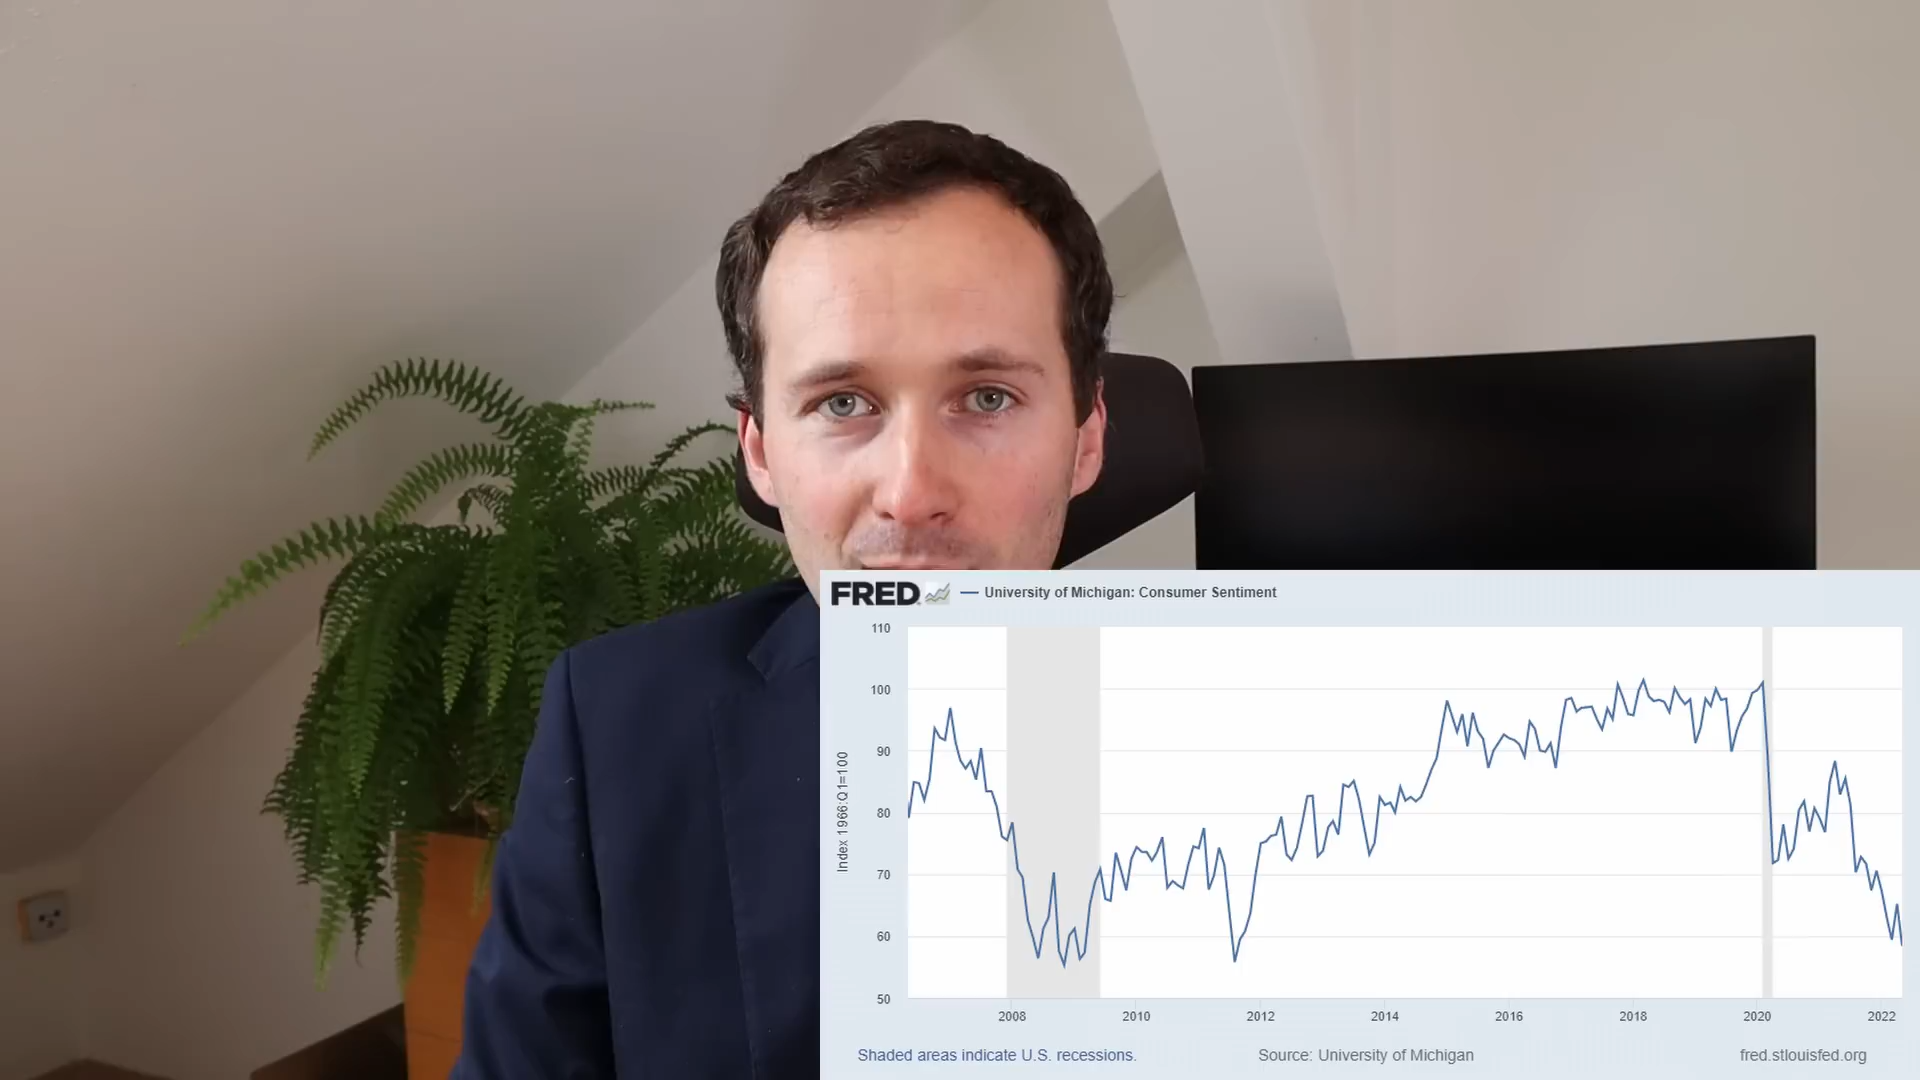 FRED
University of Michigan: Consumer Sentiment
110
100
90
80
70
60
50
Index 1966:Q1=100
2008 2010 2012 2014 2016 2018 2020 2022
Shaded areas indicate U.S. recessions. Source: University of Michigan fred.stlouisfed.org